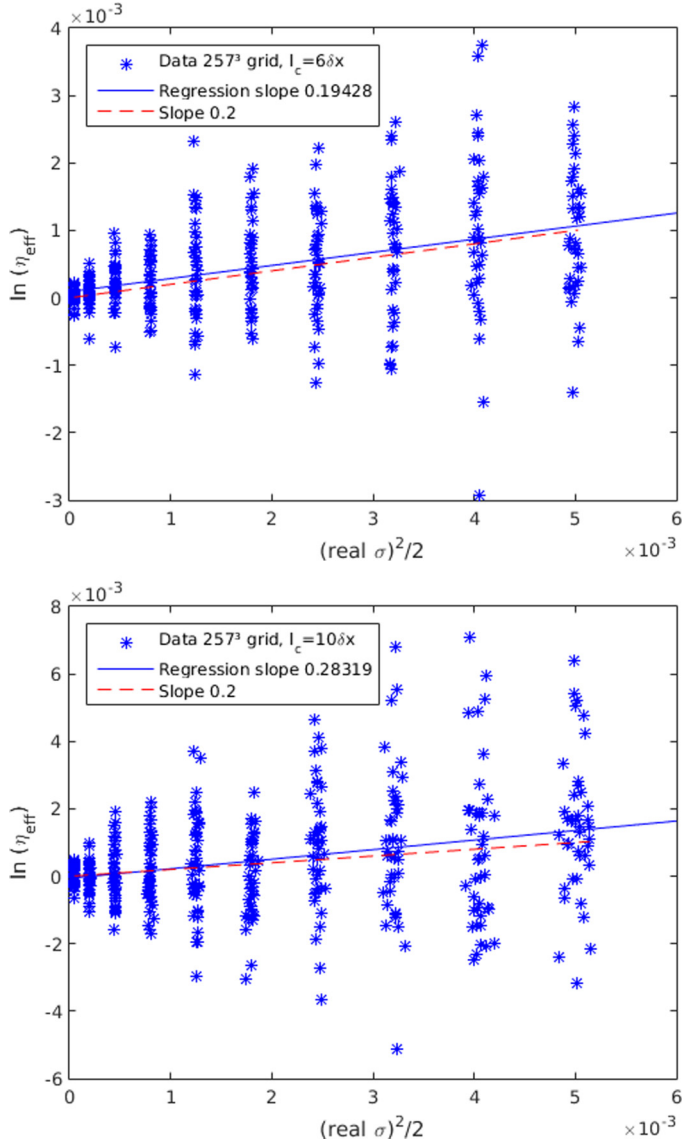 ×10⁻³
4
Data 257³ grid, l_c=6δx
Regression slope 0.19428
Slope 0.2
3
2
1
0
-1
-2
-3
ln (η_eff)
0 1 2 3 4 5 6
(real σ)²/2 ×10⁻³
×10⁻³
8
Data 257³ grid, l_c=10δx
Regression slope 0.28319
Slope 0.2
6
4
2
0
-2
-4
-6
ln (η_eff)
0 1 2 3 4 5 6
(real σ)²/2 ×10⁻³